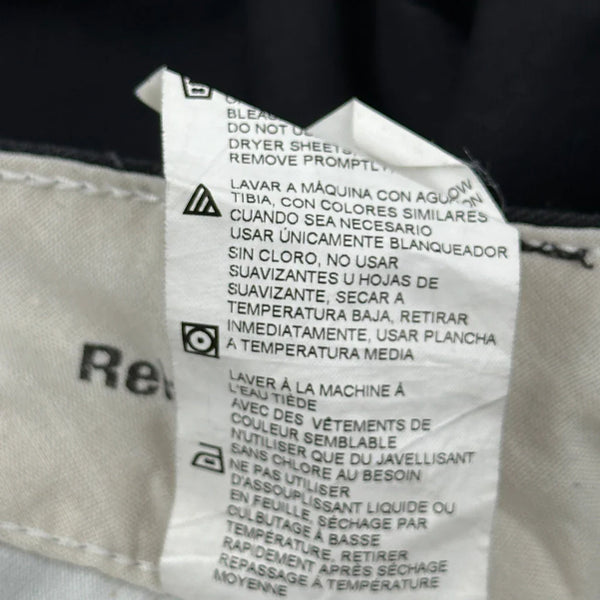 BLEA
DO NOT U
DRYER SHEETS
REMOVE PROMPTLY
OW
ON
LAVAR A MÁQUINA CON AGUA
TIBIA, CON COLORES SIMILARES
CUANDO SEA NECESARIO
USAR ÚNICAMENTE BLANQUEADOR
SIN CLORO, NO USAR
SUAVIZANTES U HOJAS DE
SUAVIZANTE, SECAR A
TEMPERATURA BAJA, RETIRAR
INMEDIATAMENTE, USAR PLANCHA
A TEMPERATURA MEDIA
Re
LAVER À LA MACHINE À
L'EAU TIÈDE
AVEC DES VÊTEMENTS DE
COULEUR SEMBLABLE
N'UTILISER QUE DU JAVELLISANT
SANS CHLORE AU BESOIN
NE PAS UTILISER
D'ASSOUPLISSANT LIQUIDE OU
EN FEUILLE, SÉCHAGE PAR
CULBUTAGE À BASSE
TEMPÉRATURE, RETIRER
RAPIDEMENT APRÈS SÉCHAGE
REPASSAGE À TEMPÉRATURE
MOYENNE